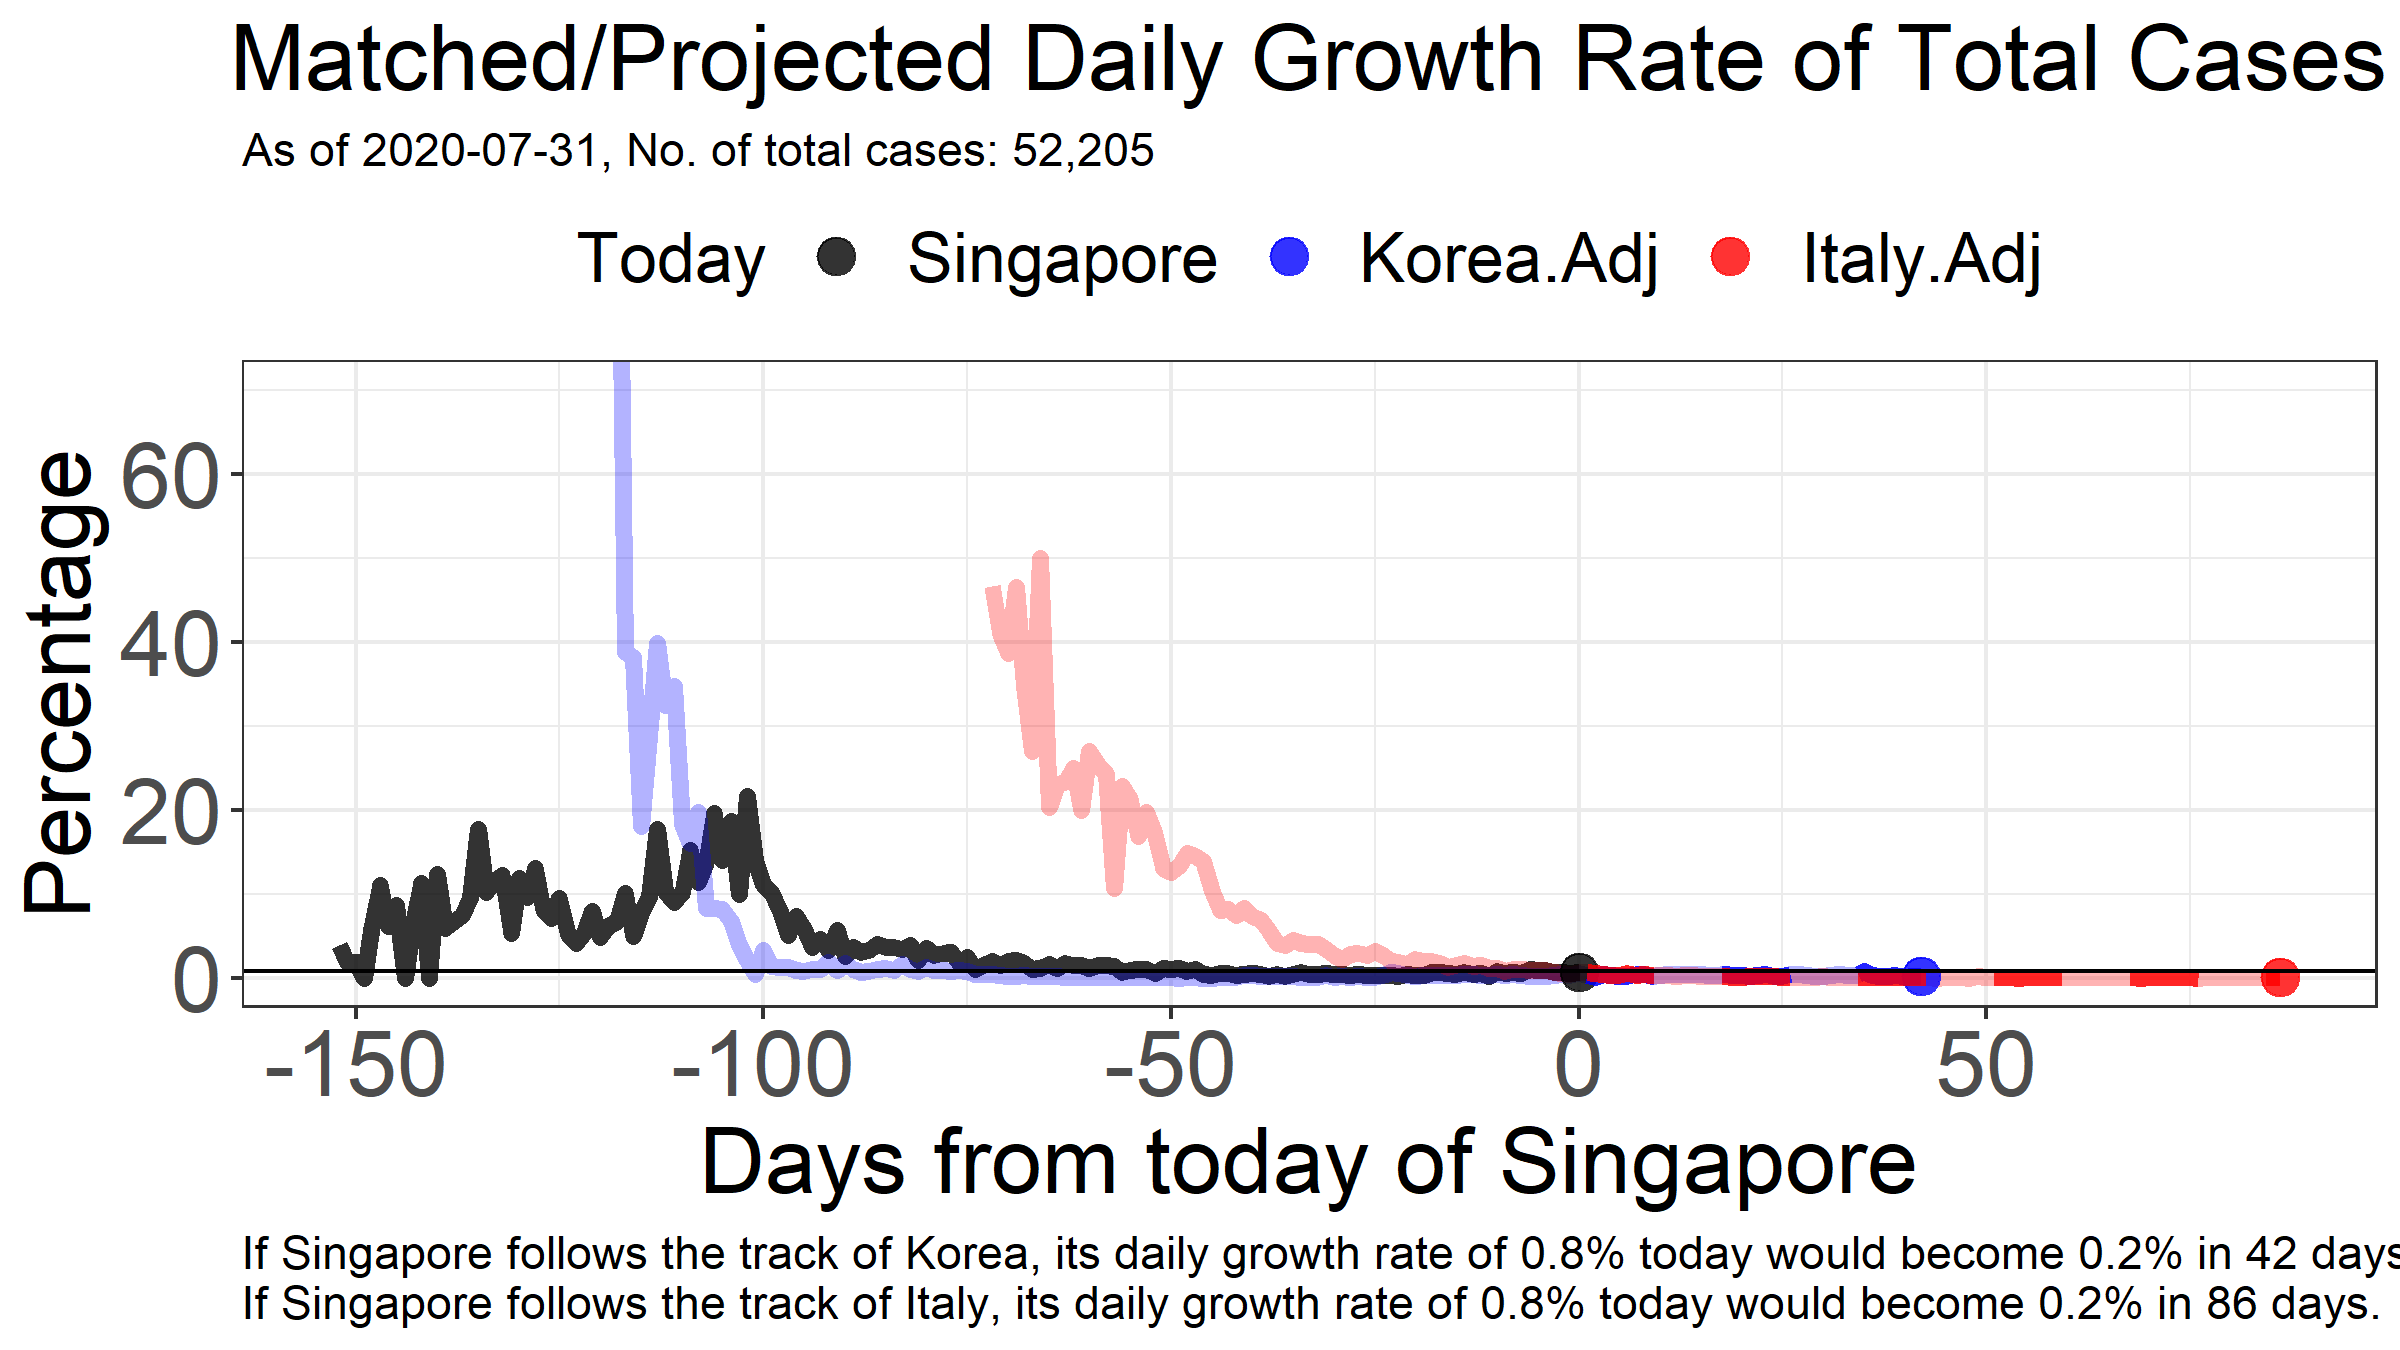 Matched/Projected Daily Growth Rate of Total Cases
As of 2020-07-31, No. of total cases: 52,205
Today Singapore Korea.Adj Italy.Adj
Percentage
60
40
20
0
-150 -100 -50 0 50
Days from today of Singapore
If Singapore follows the track of Korea, its daily growth rate of 0.8% today would become 0.2% in 42 days
If Singapore follows the track of Italy, its daily growth rate of 0.8% today would become 0.2% in 86 days.